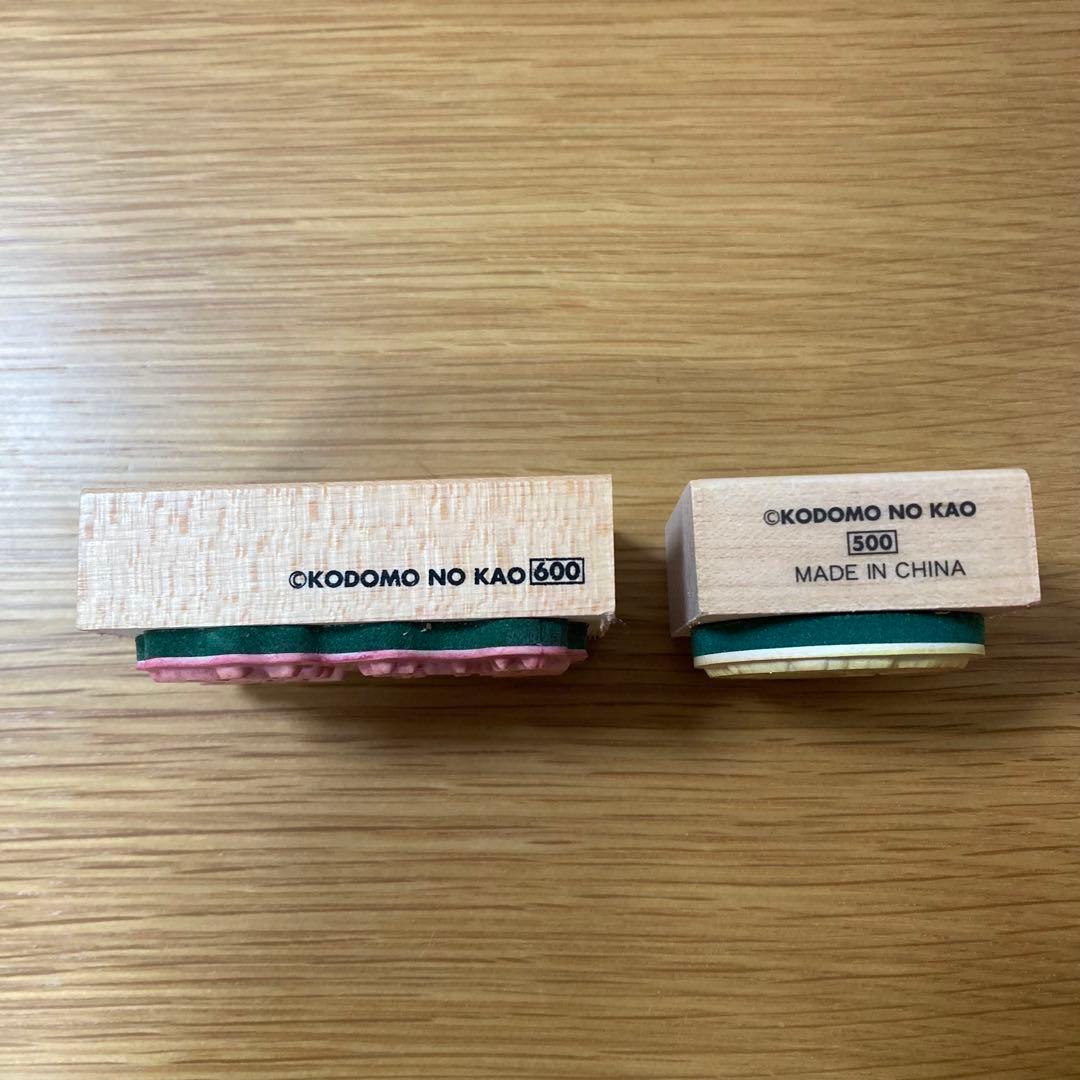 ©KODOMO NO KAO 600
©KODOMO NO KAO
500
MADE IN CHINA